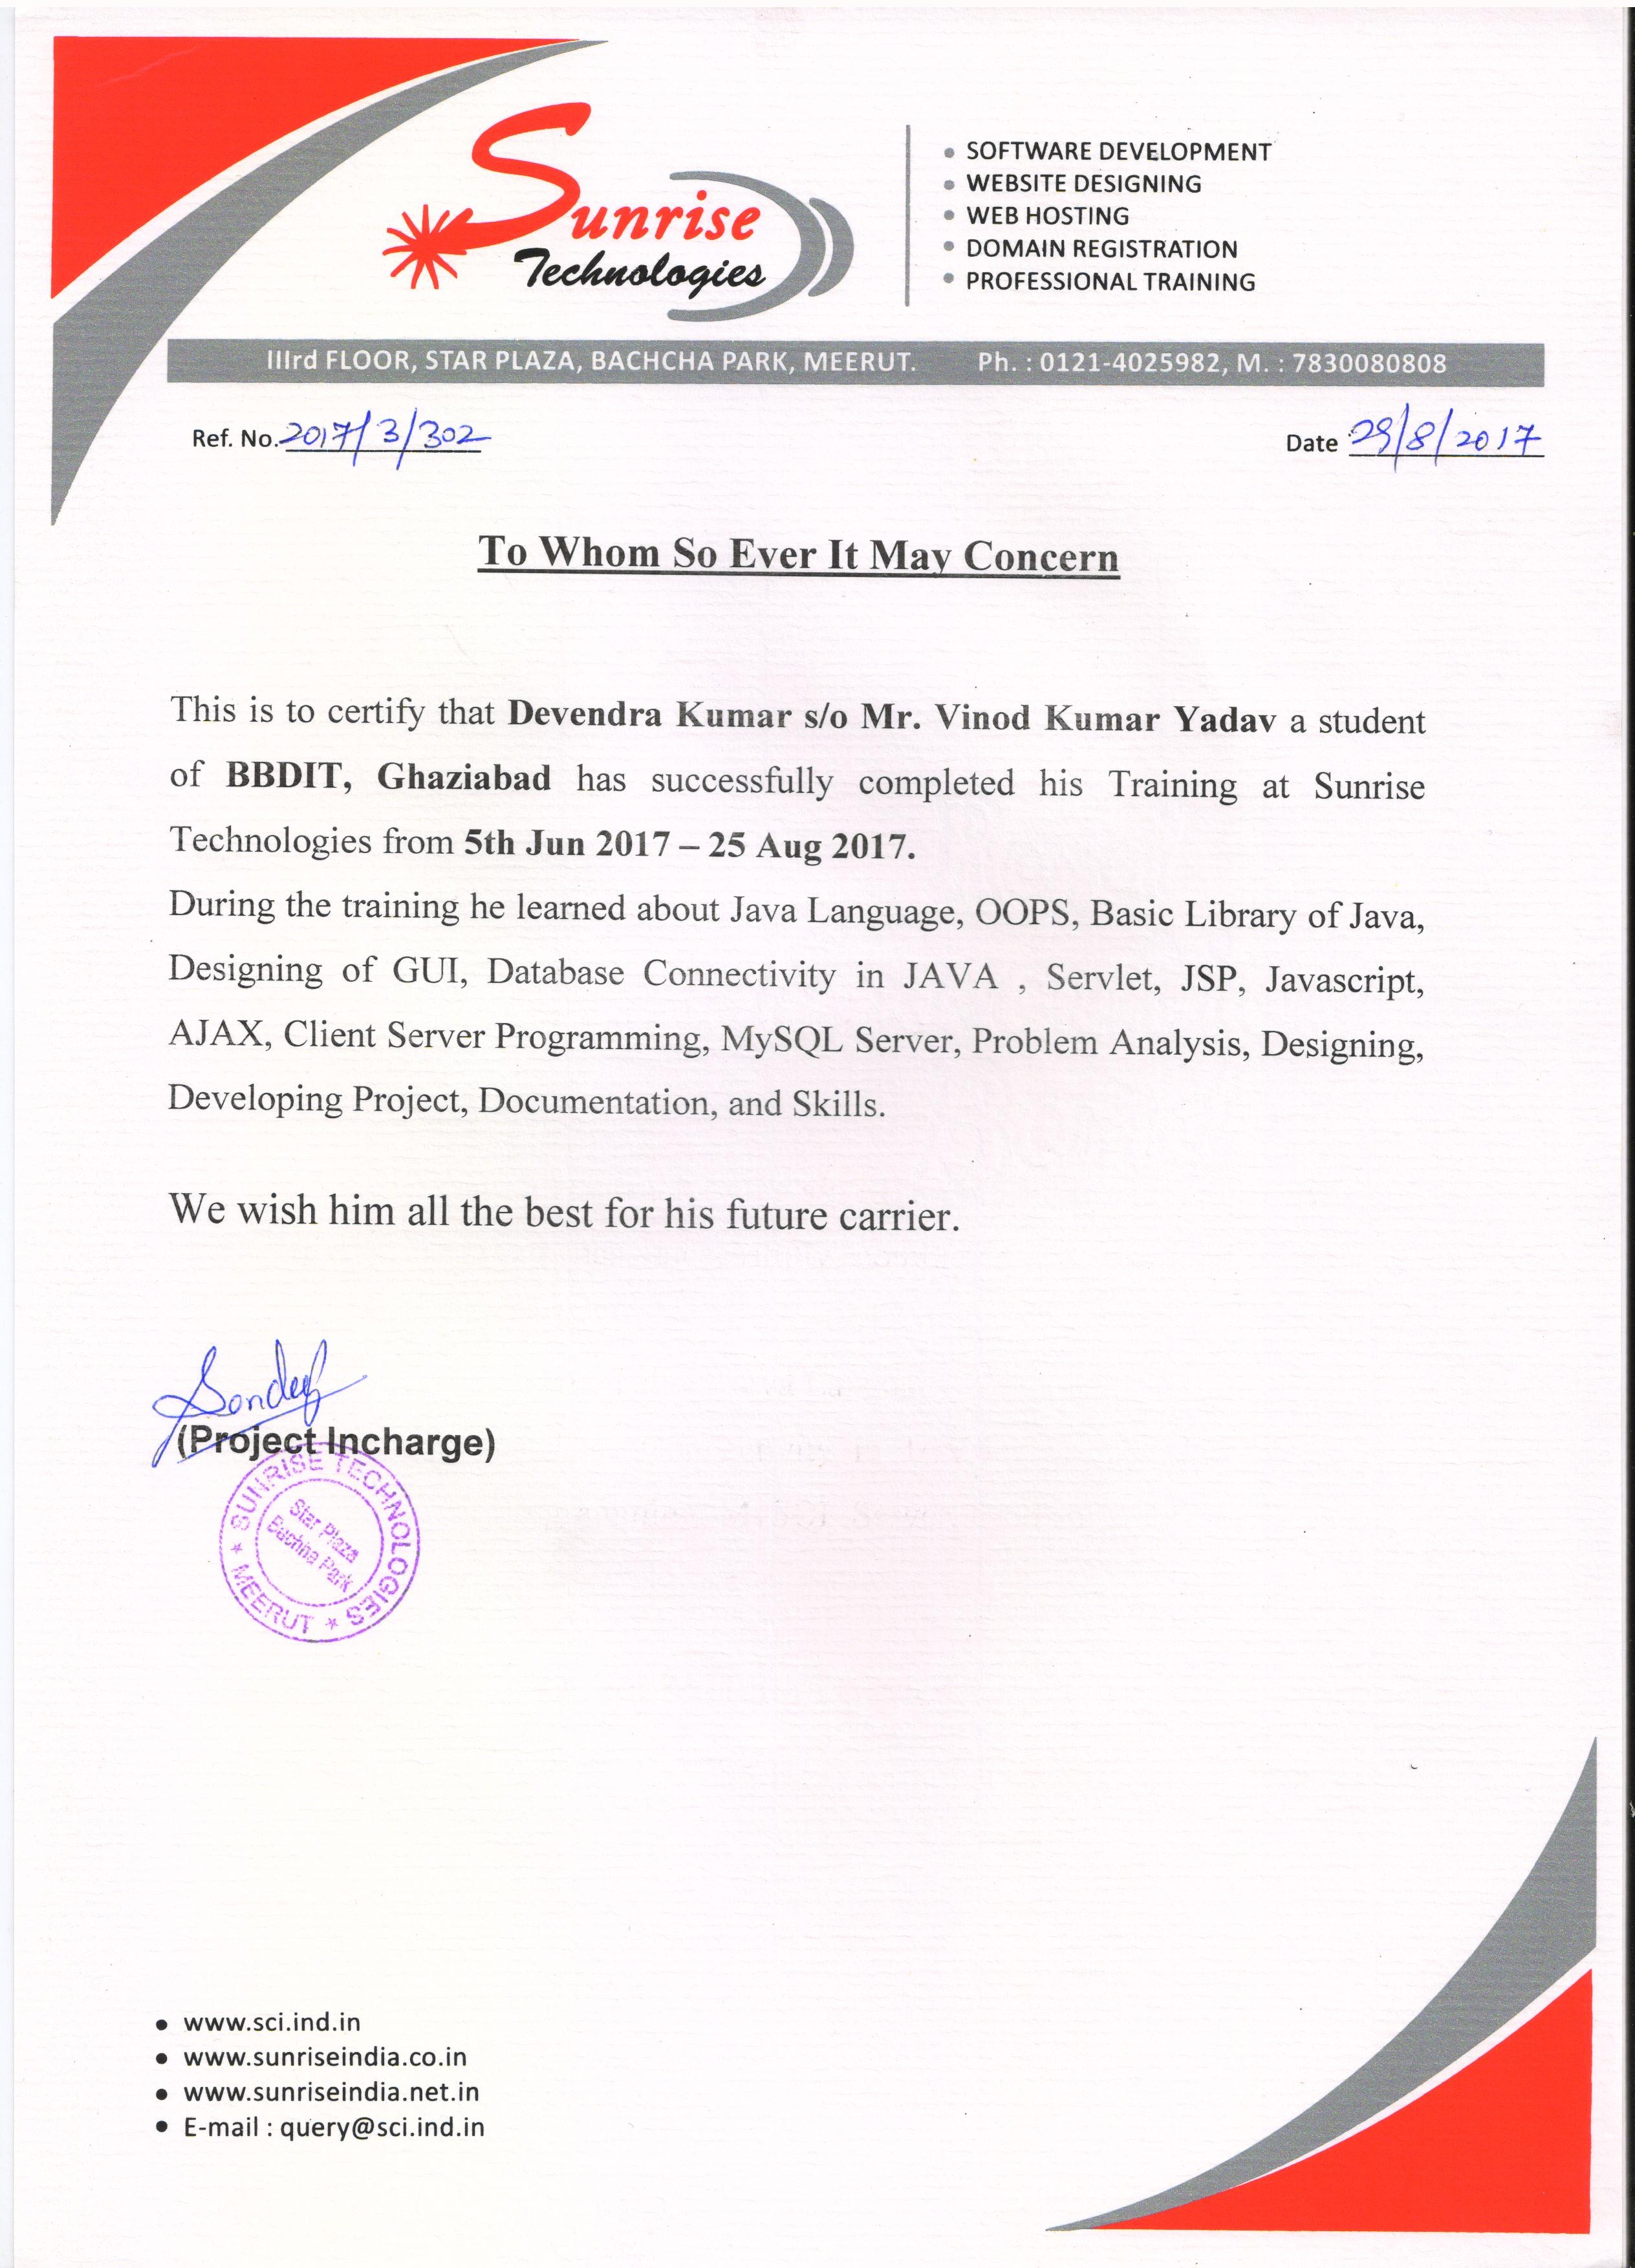 Sunrise
Technologies
SOFTWARE DEVELOPMENT
WEBSITE DESIGNING
WEB HOSTING
DOMAIN REGISTRATION
PROFESSIONAL TRAINING
IIIrd FLOOR, STAR PLAZA, BACHCHA PARK, MEERUT. Ph. : 0121-4025982, M. : 7830080808
Ref. No. 2017/3/302
Date 29/8/2017
To Whom So Ever It May Concern
This is to certify that Devendra Kumar s/o Mr. Vinod Kumar Yadav a student
of BBDIT, Ghaziabad has successfully completed his Training at Sunrise
Technologies from 5th Jun 2017 – 25 Aug 2017.
During the training he learned about Java Language, OOPS, Basic Library of Java,
Designing of GUI, Database Connectivity in JAVA , Servlet, JSP, Javascript,
AJAX, Client Server Programming, MySQL Server, Problem Analysis, Designing,
Developing Project, Documentation, and Skills.
We wish him all the best for his future carrier.
Sandeep
(Project Incharge)
SUNRISE TECHNOLOGIES
Star Plaza
Bachha Park
★ MEERUT ★
www.sci.ind.in
www.sunriseindia.co.in
www.sunriseindia.net.in
E-mail : query@sci.ind.in